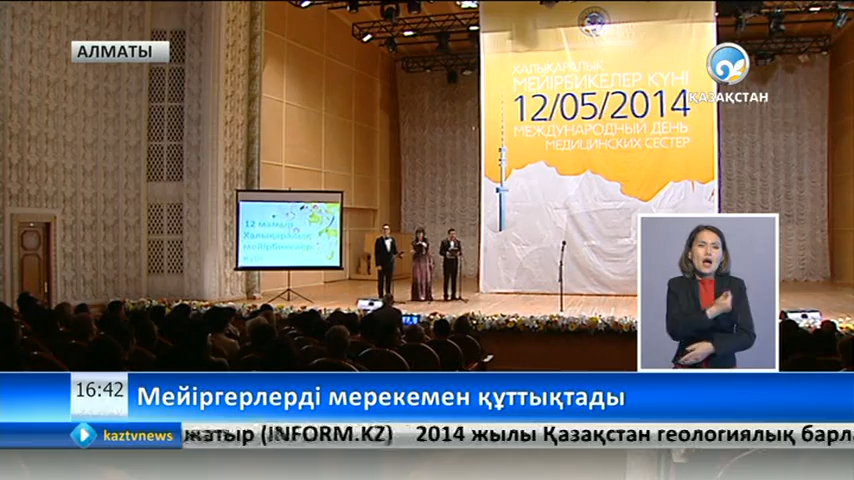 АЛМАТЫ
ХАЛЫҚАРАЛЫҚ
МЕЙІРБИКЕЛЕР КҮНІ
12/05/2014
МЕЖДУНАРОДНЫЙ ДЕНЬ
МЕДИЦИНСКИХ СЕСТЕР
ҚАЗАҚСТАН
12 мамыр
Халықаралық
мейірбикелер
күні
16:42
Мейіргерлерді мерекемен құттықтады
kaztvnews
жатыр (INFORM.KZ) 2014 жылы Қазақстан геологиялық барла